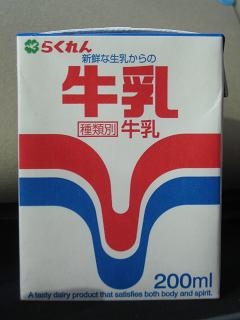 らくれん
新鮮な生乳からの
牛乳
種類別 牛乳
200ml
A tasty dairy product that satisfies both body and spirit.